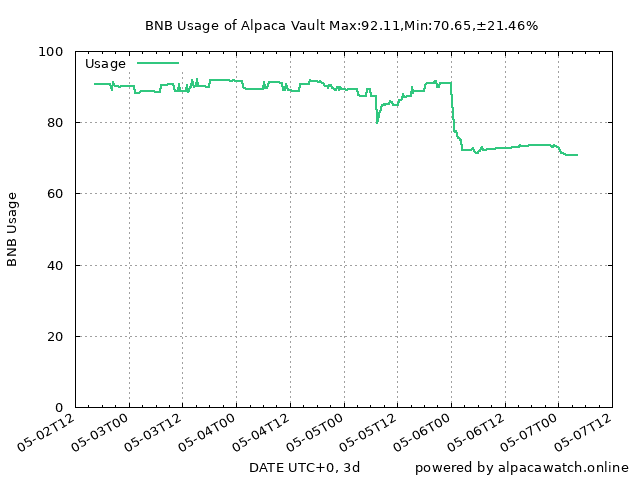 BNB Usage of Alpaca Vault Max:92.11,Min:70.65,±21.46%
Usage
100
80
60
40
20
0
BNB Usage
05-02T12
05-03T00
05-03T12
05-04T00
05-04T12
05-05T00
05-05T12
05-06T00
05-06T12
05-07T00
05-07T12
DATE UTC+0, 3d
powered by alpacawatch.online